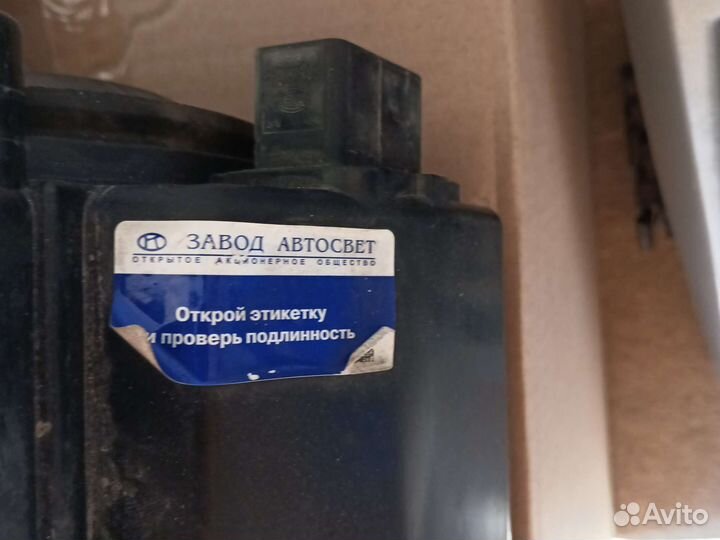 ЗАВОД АВТОСВЕТ
ОТКРЫТОЕ АКЦИОНЕРНОЕ ОБЩЕСТВО
Открой этикетку
и проверь подлинность
Avito